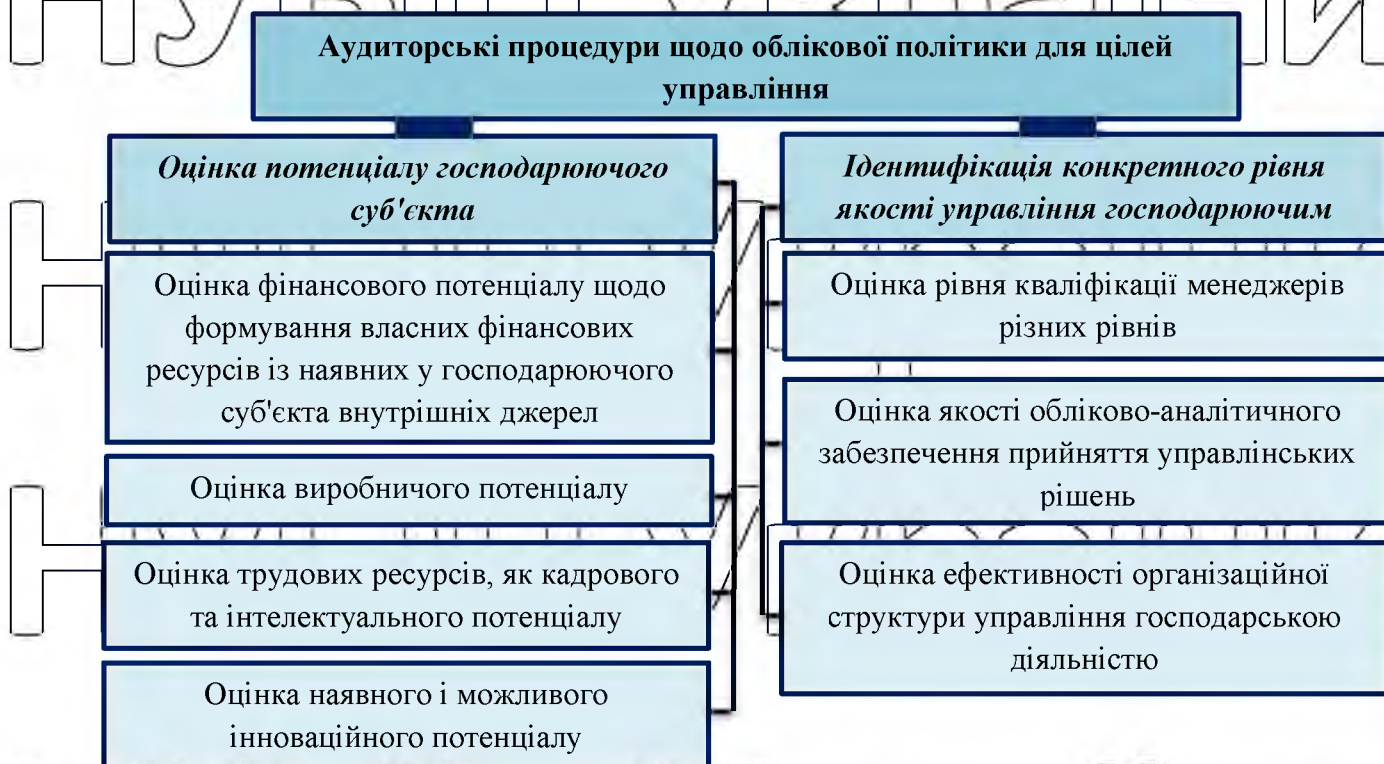 Аудиторські процедури щодо облікової політики для цілей
управління
Оцінка потенціалу господарюючого
суб'єкта
Оцінка фінансового потенціалу щодо
формування власних фінансових
ресурсів із наявних у господарюючого
суб'єкта внутрішніх джерел
Оцінка виробничого потенціалу
Оцінка трудових ресурсів, як кадрового
та інтелектуального потенціалу
Оцінка наявного і можливого
інноваційного потенціалу
Ідентифікація конкретного рівня
якості управління господарюючим
Оцінка рівня кваліфікації менеджерів
різних рівнів
Оцінка якості обліково-аналітичного
забезпечення прийняття управлінських
рішень
Оцінка ефективності організаційної
структури управління господарською
діяльністю